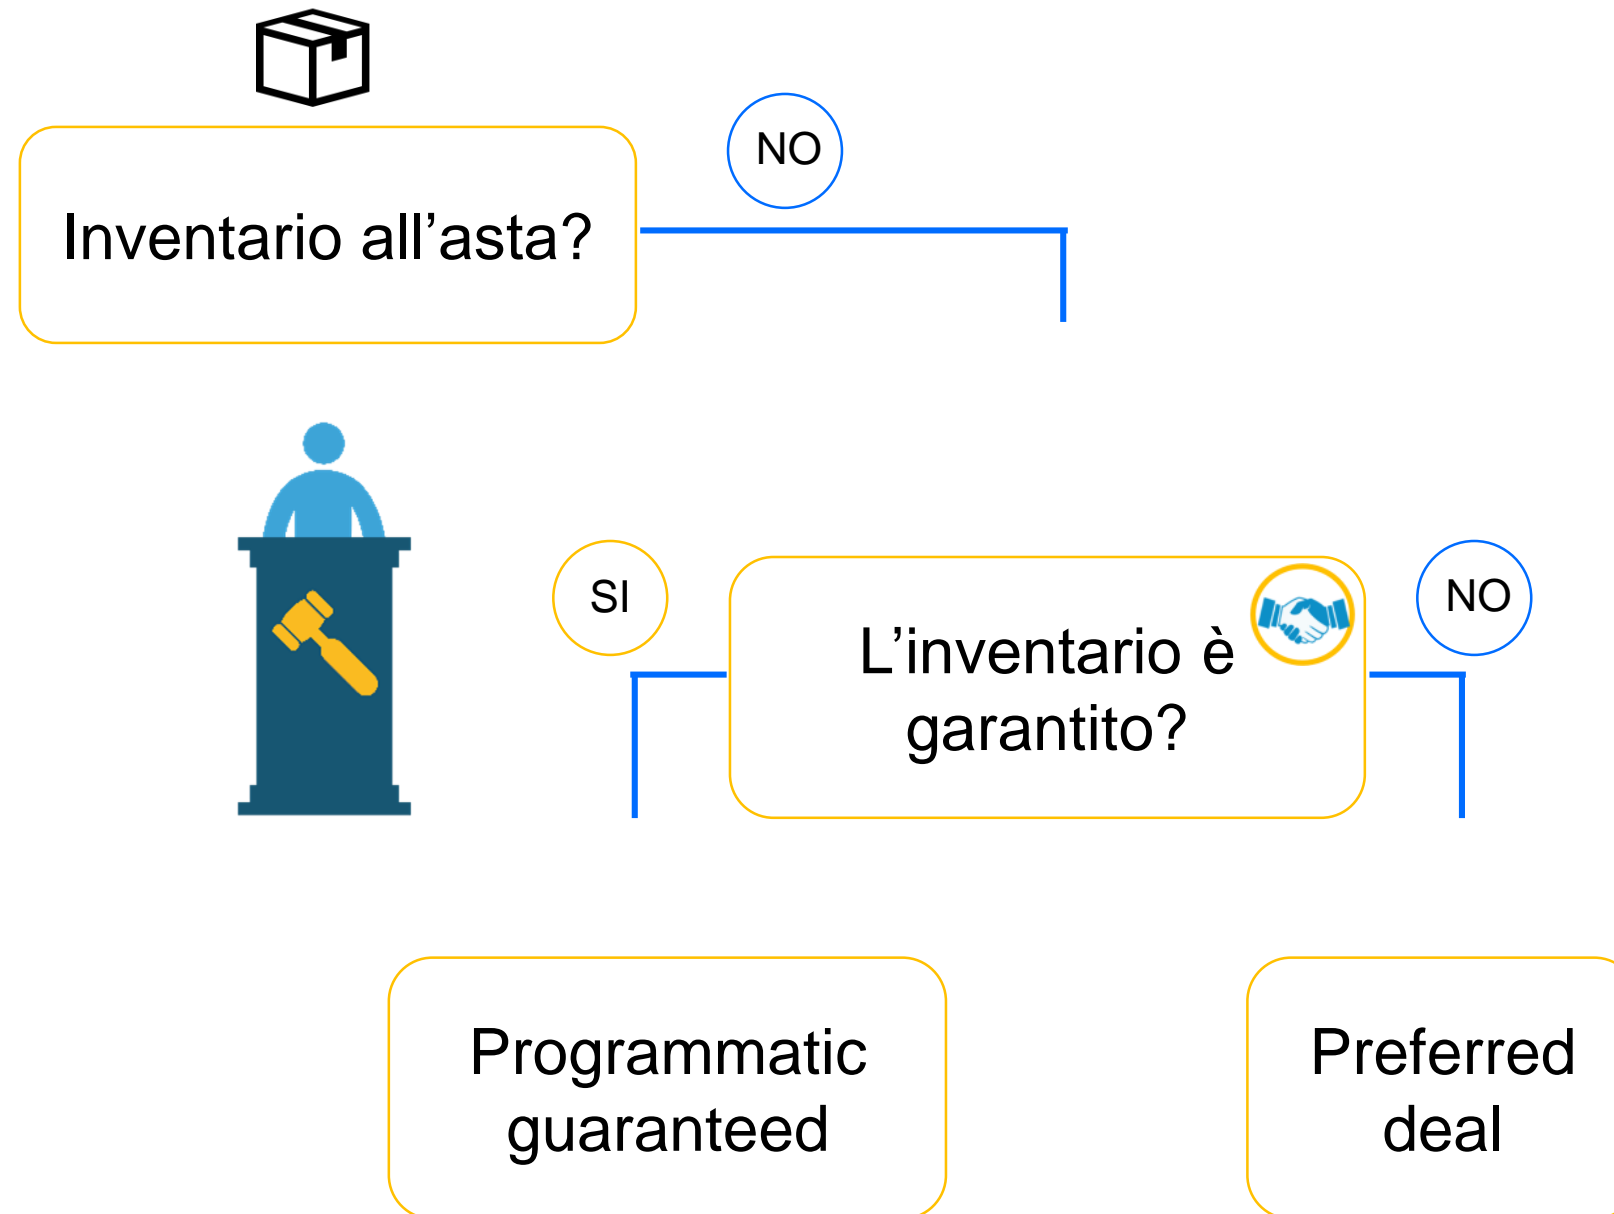 NO
Inventario all’asta?
SI
NO
L’inventario è
garantito?
Programmatic
guaranteed
Preferred
deal